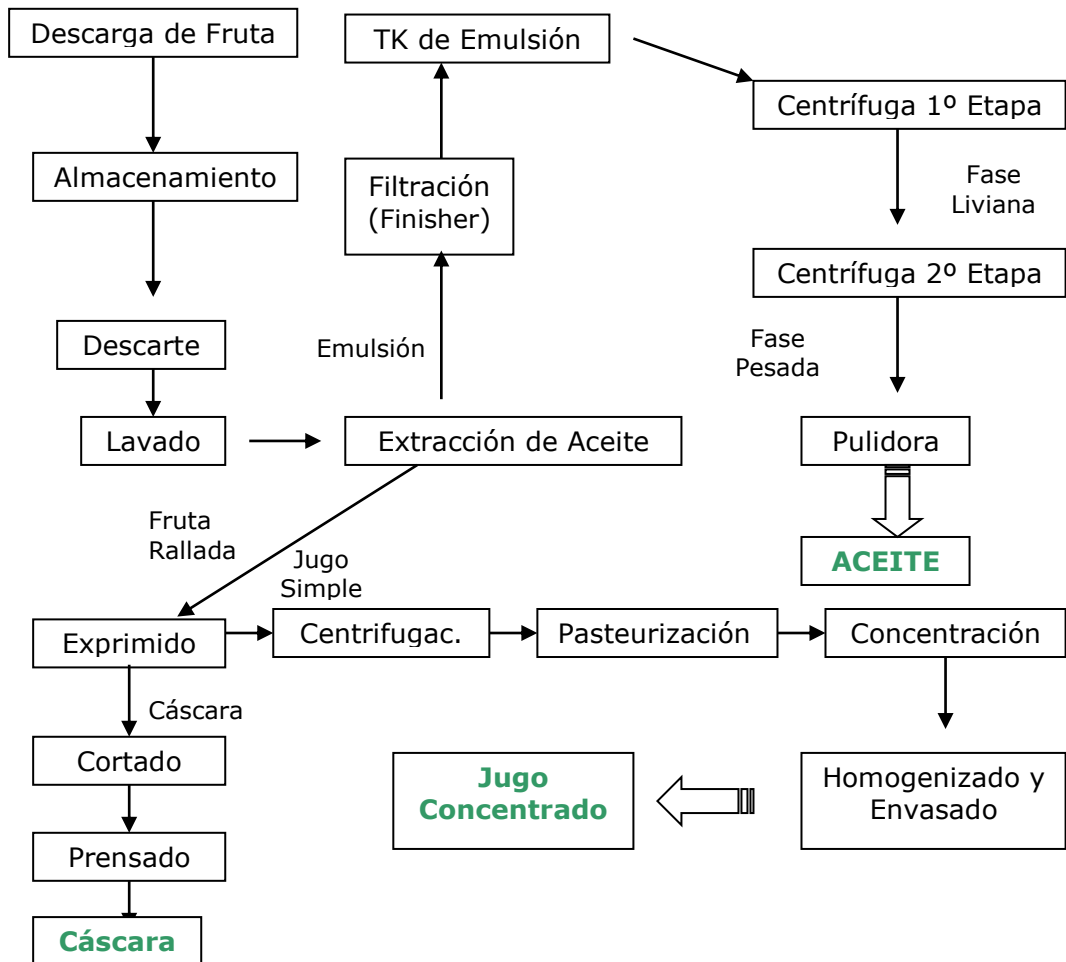 Descarga de Fruta
TK de Emulsión
Centrífuga 1º Etapa
Almacenamiento
Filtración
(Finisher)
Fase
Liviana
Centrífuga 2º Etapa
Descarte
Emulsión
Fase
Pesada
Lavado
Extracción de Aceite
Pulidora
Fruta
Rallada
Jugo
Simple
ACEITE
Exprimido
Centrifugac.
Pasteurización
Concentración
Cáscara
Cortado
Jugo
Concentrado
Homogenizado y
Envasado
Prensado
Cáscara